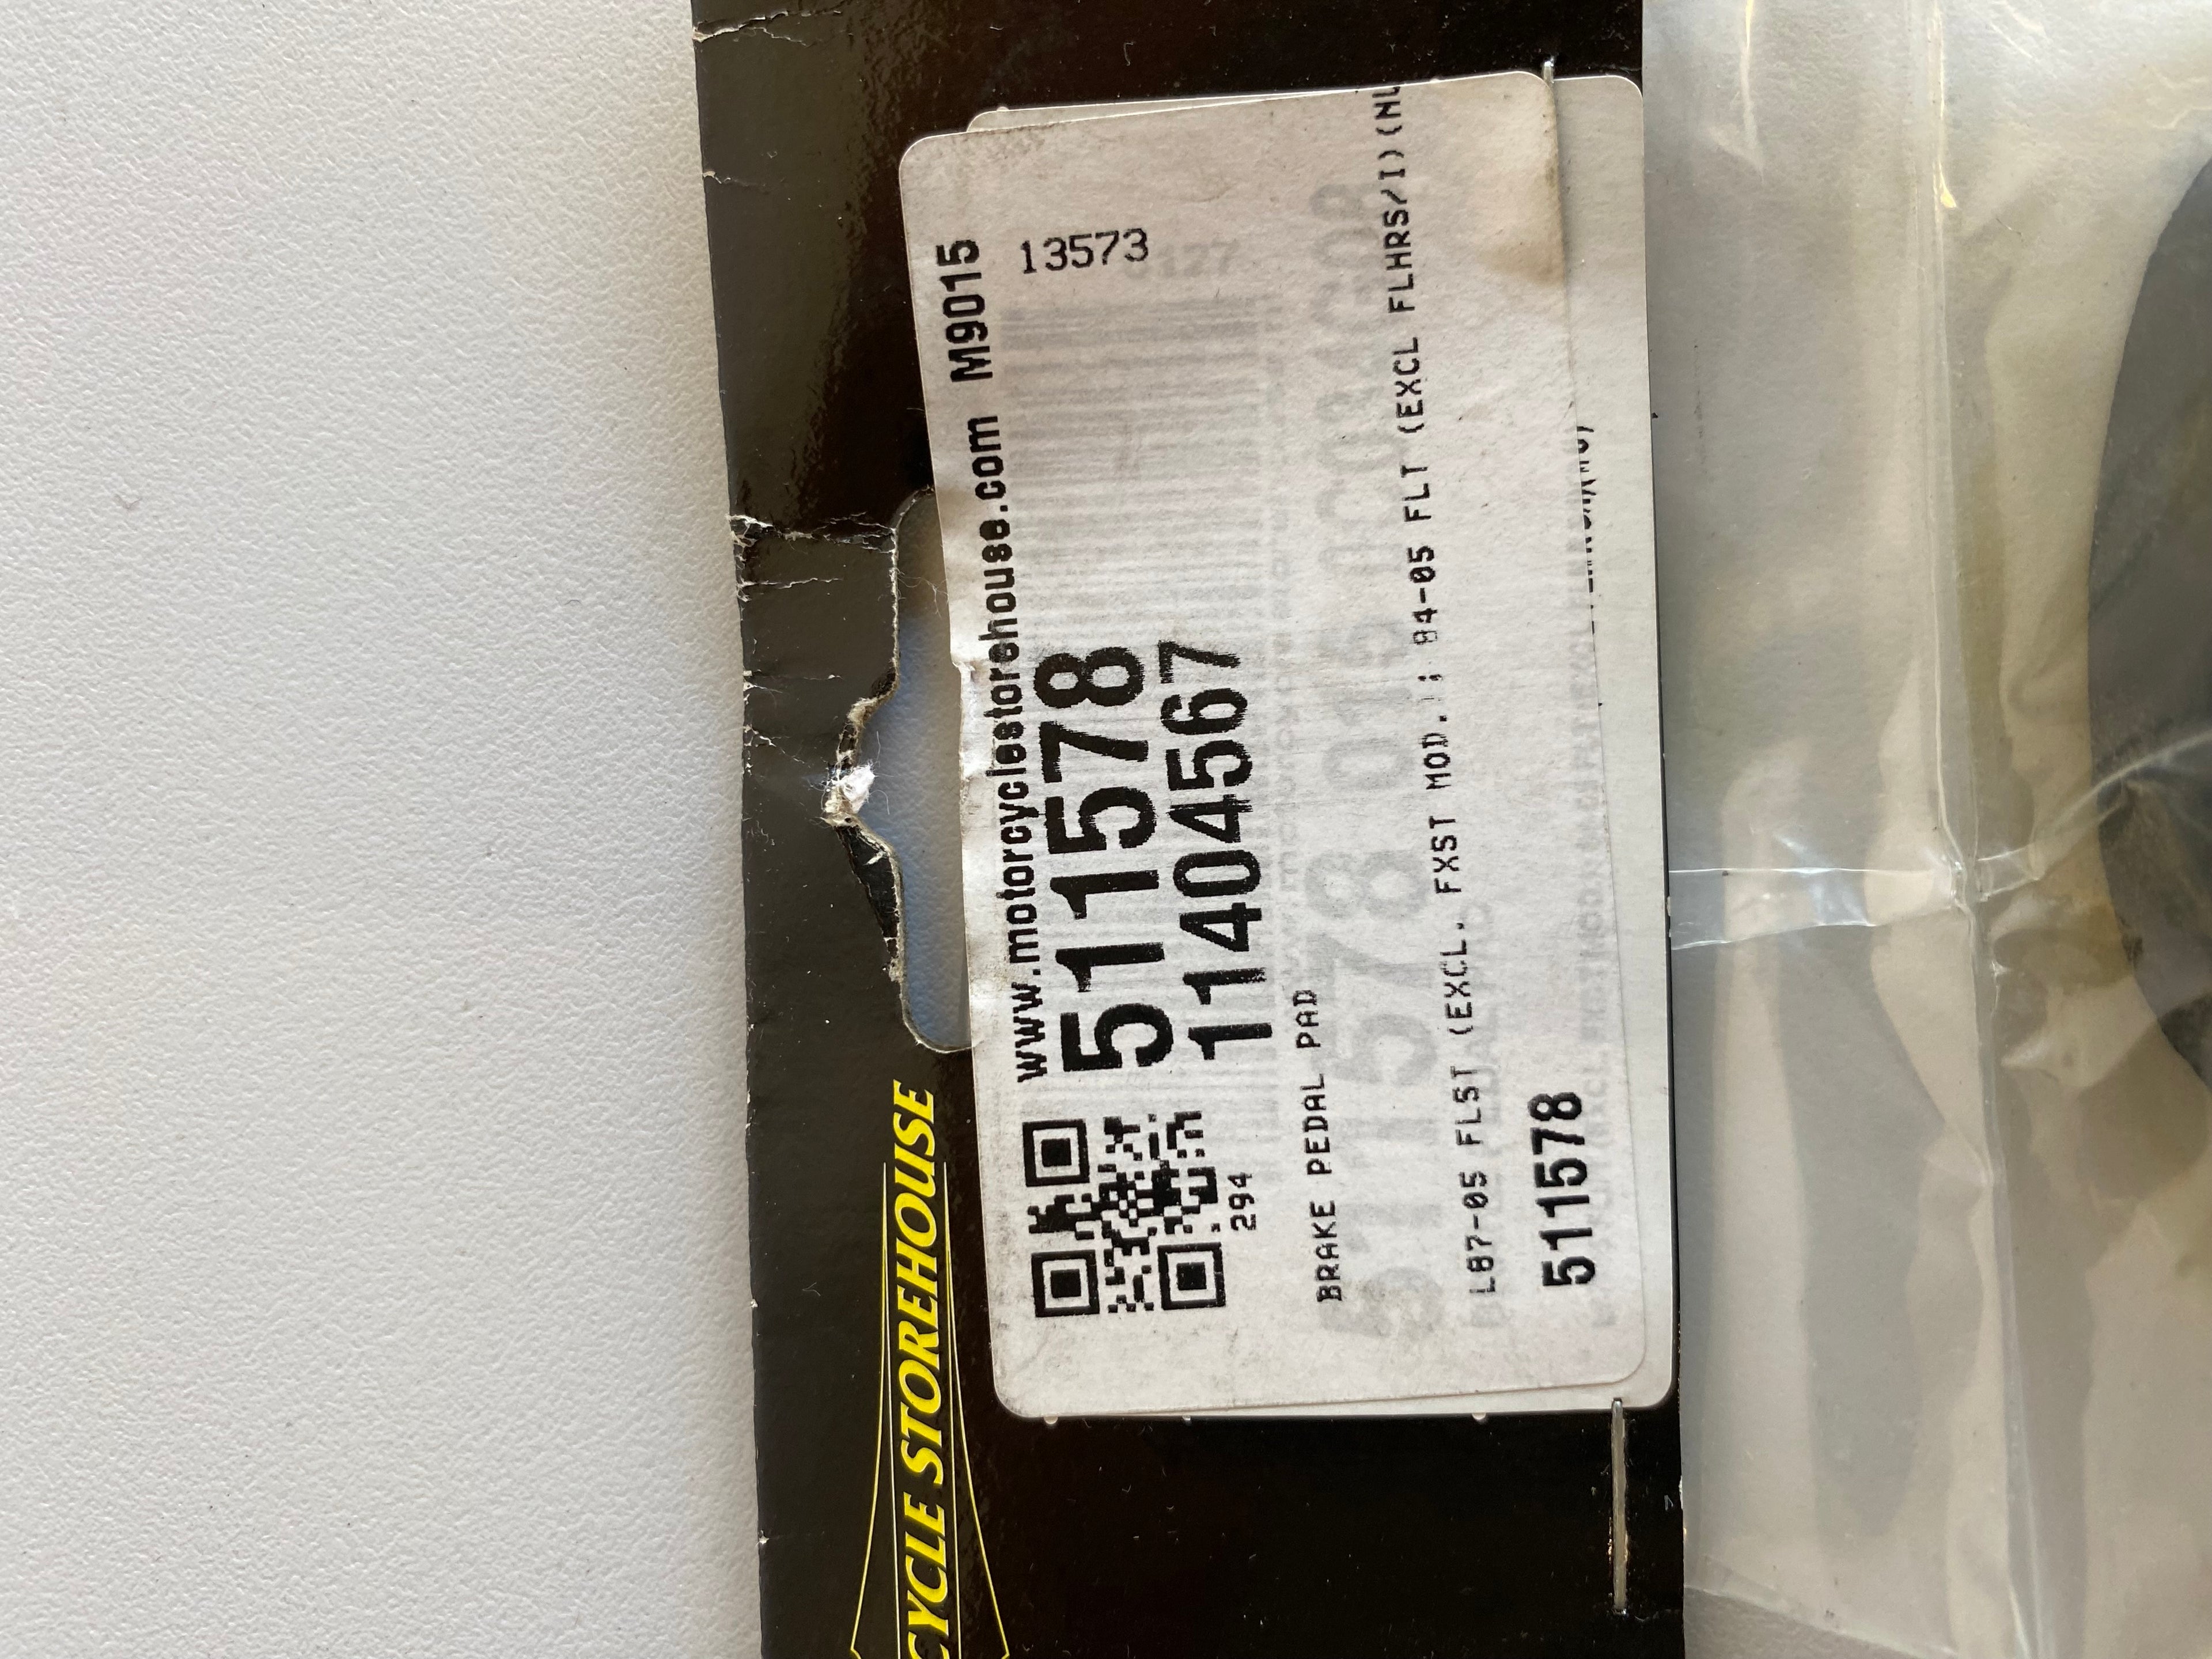 CYCLE STOREHOUSE
www.motorcyclestorehouse.com M9015
511578 13573
11404567
294
BRAKE PEDAL PAD
L87-05 FLST (EXCL. FXST MOD.); 84-05 FLT (EXCL FLHRS/I) (NL
511578